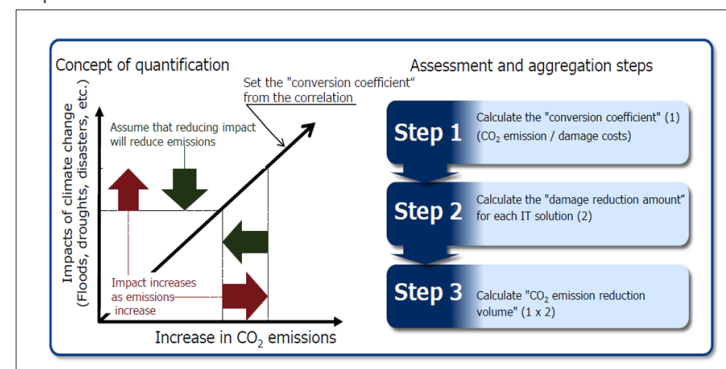 Concept of quantification
Set the "conversion coefficient"
from the correlation
Assume that reducing impact
will reduce emissions
Impacts of climate change
(Floods, droughts, disasters, etc.)
Impact increases
as emissions
increase
Increase in CO₂ emissions
Assessment and aggregation steps
Step 1
Calculate the "conversion coefficient" (1)
(CO₂ emission / damage costs)
Step 2
Calculate the "damage reduction amount"
for each IT solution (2)
Step 3
Calculate "CO₂ emission reduction
volume" (1 x 2)